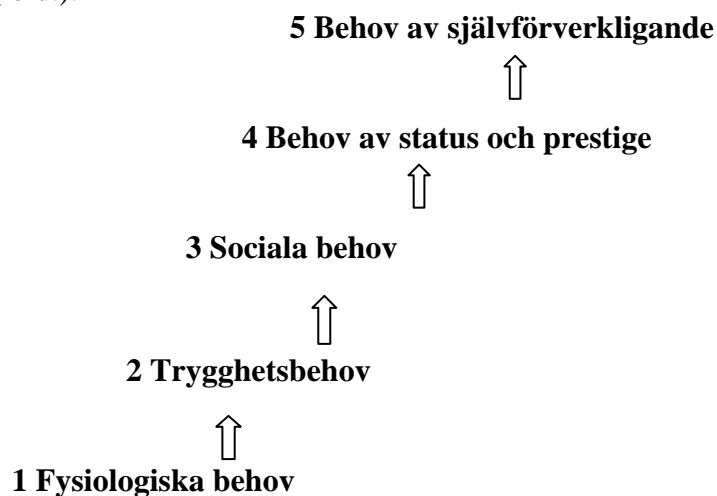 5 Behov av självförverkligande
4 Behov av status och prestige
3 Sociala behov
2 Trygghetsbehov
1 Fysiologiska behov